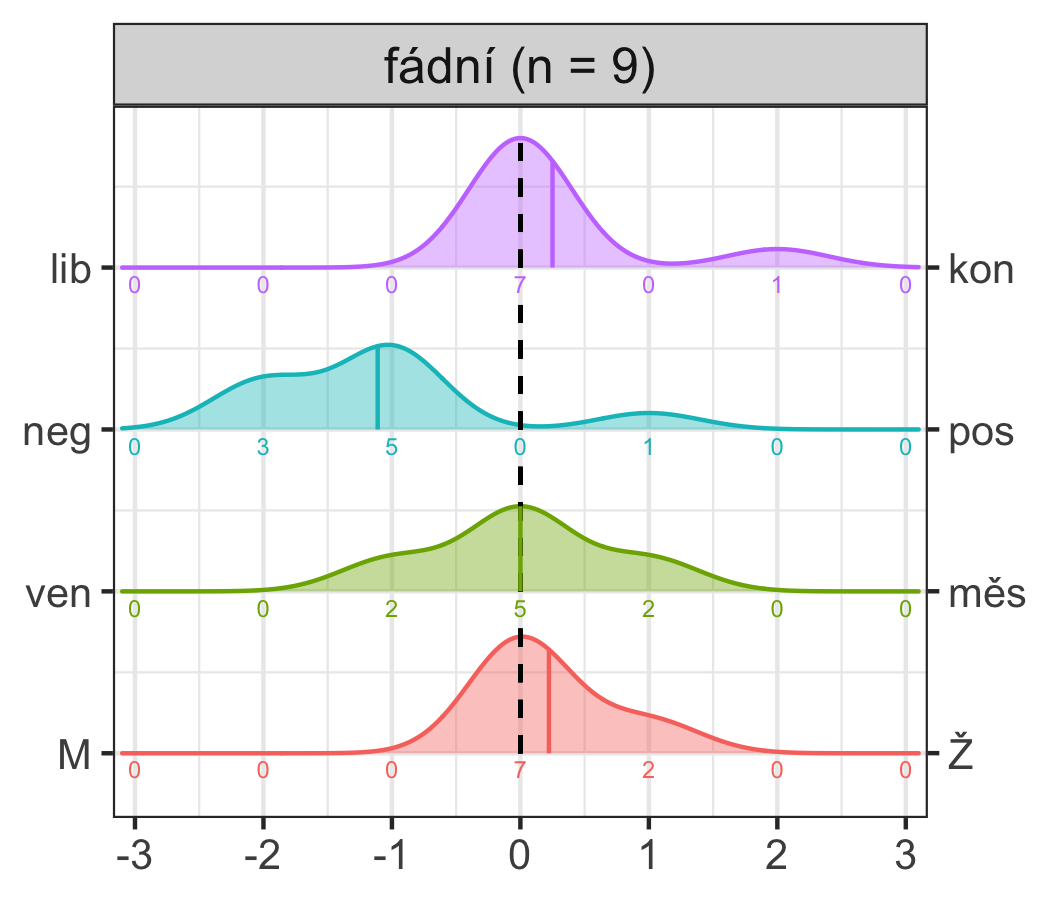 fádní (n = 9)
lib kon
0 0 0 7 0 1 0
neg pos
0 3 5 0 1 0 0
ven měs
0 0 2 5 2 0 0
M Ž
0 0 0 7 2 0 0
-3 -2 -1 0 1 2 3